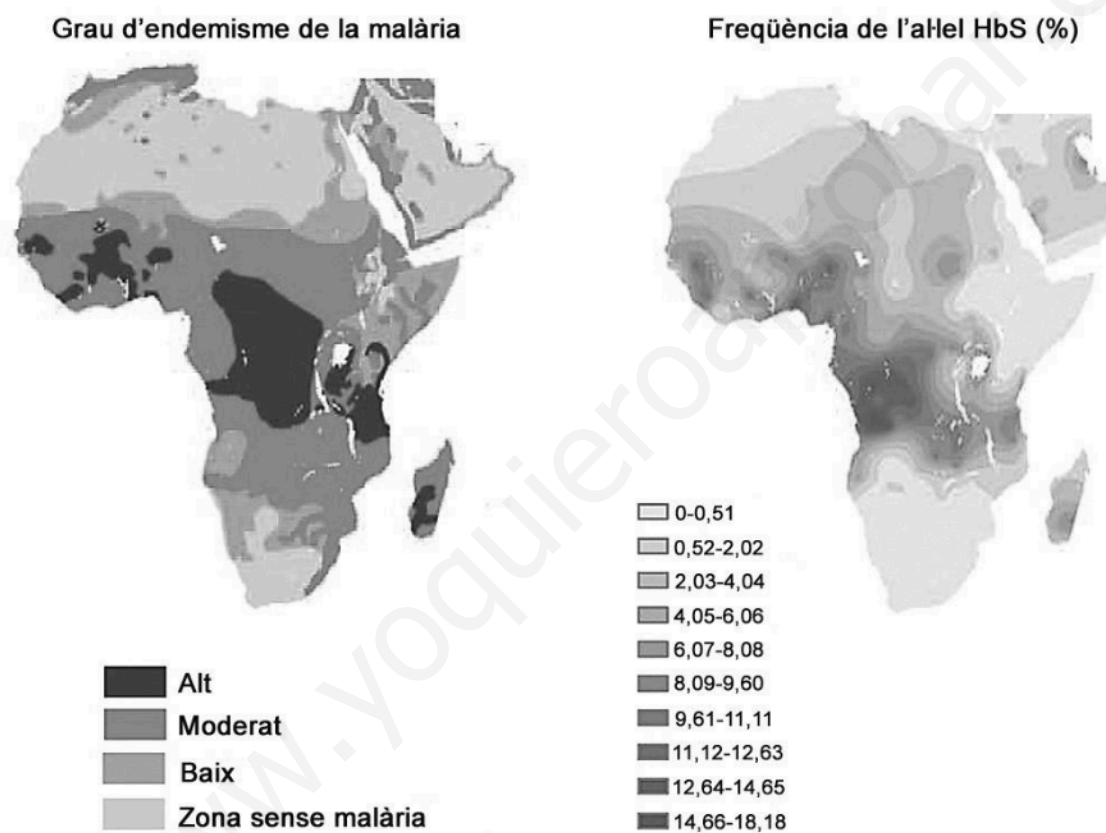 Grau d'endemisme de la malària
Freqüència de l'al·lel HbS (%)
Alt
Moderat
Baix
Zona sense malària
0-0,51
0,52-2,02
2,03-4,04
4,05-6,06
6,07-8,08
8,09-9,60
9,61-11,11
11,12-12,63
12,64-14,65
14,66-18,18